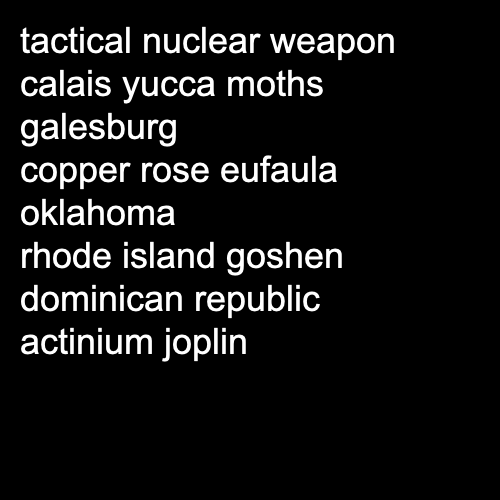 tactical nuclear weapon
calais yucca moths
galesburg
copper rose eufaula
oklahoma
rhode island goshen
dominican republic
actinium joplin